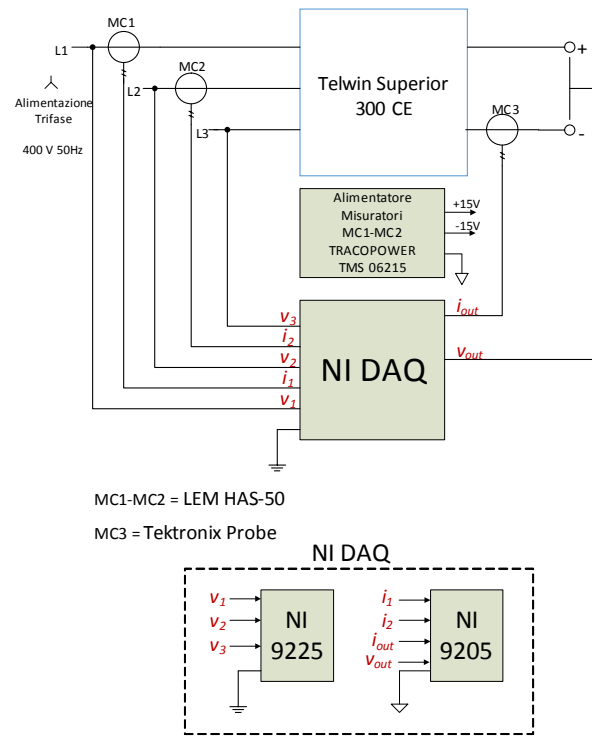 MC1
L1
MC2
L2
L3
Alimentazione
Trifase
400 V 50Hz
Telwin Superior
300 CE
+
MC3
-
Alimentatore
Misuratori
MC1-MC2
TRACOPOWER
TMS 06215
+15V
-15V
v3
i2
v2
i1
v1
NI DAQ
iout
vout
MC1-MC2 = LEM HAS-50
MC3 = Tektronix Probe
NI DAQ
v1
v2
v3
NI
9225
i1
i2
iout
vout
NI
9205